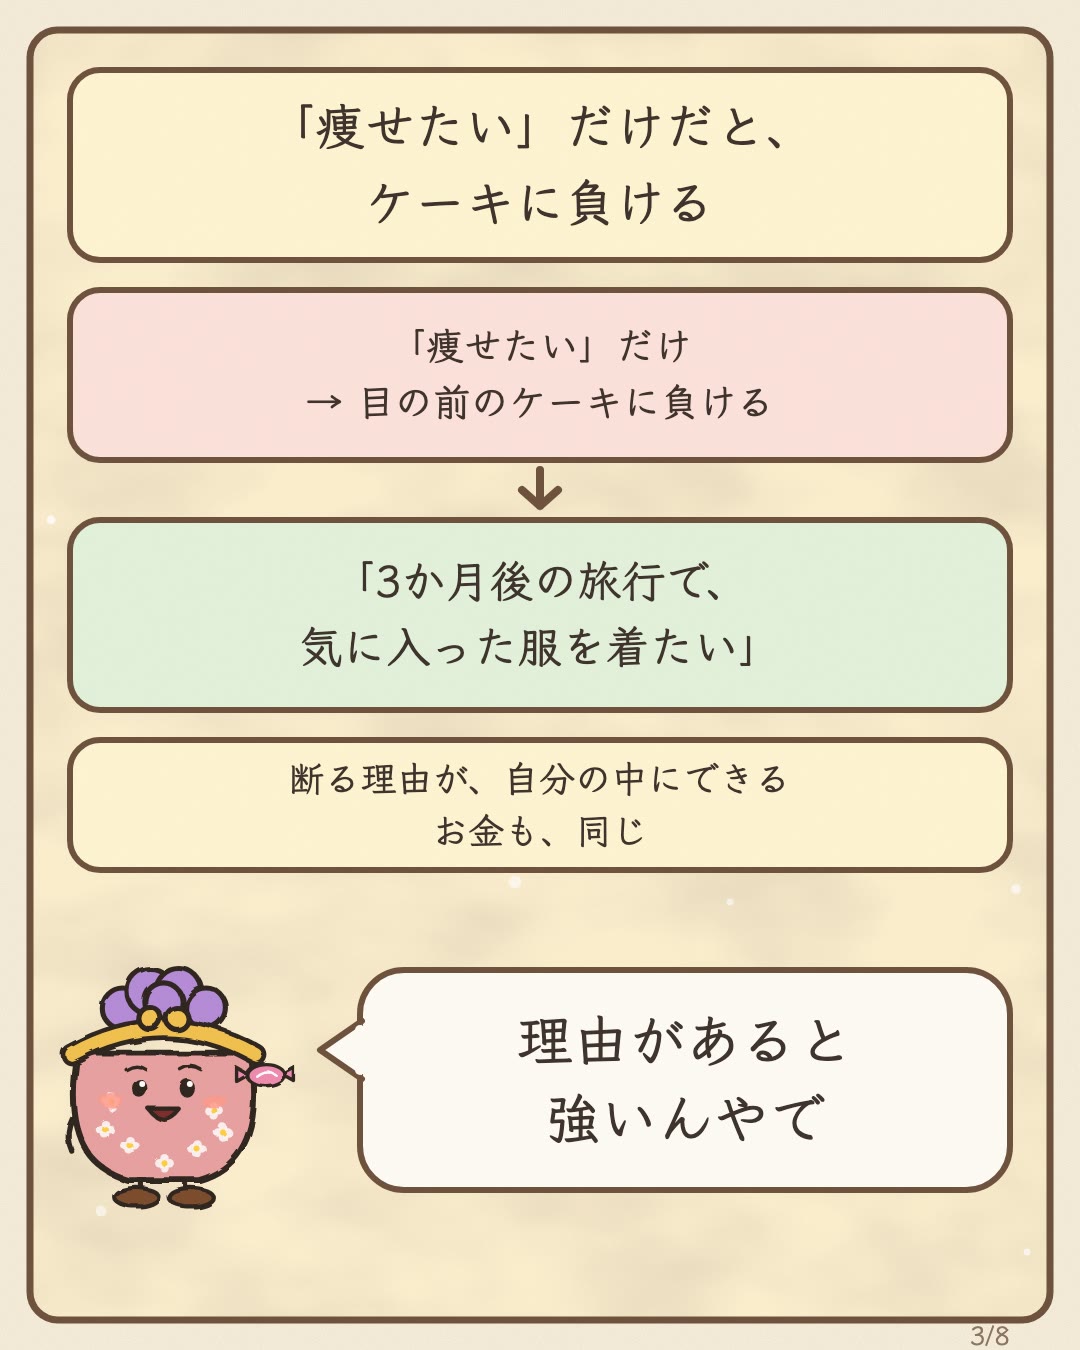 「痩せたい」だけだと、
ケーキに負ける
「痩せたい」だけ
→ 目の前のケーキに負ける
「3か月後の旅行で、
気に入った服を着たい」
断る理由が、自分の中にできる
お金も、同じ
理由があると
強いんやで
3/8